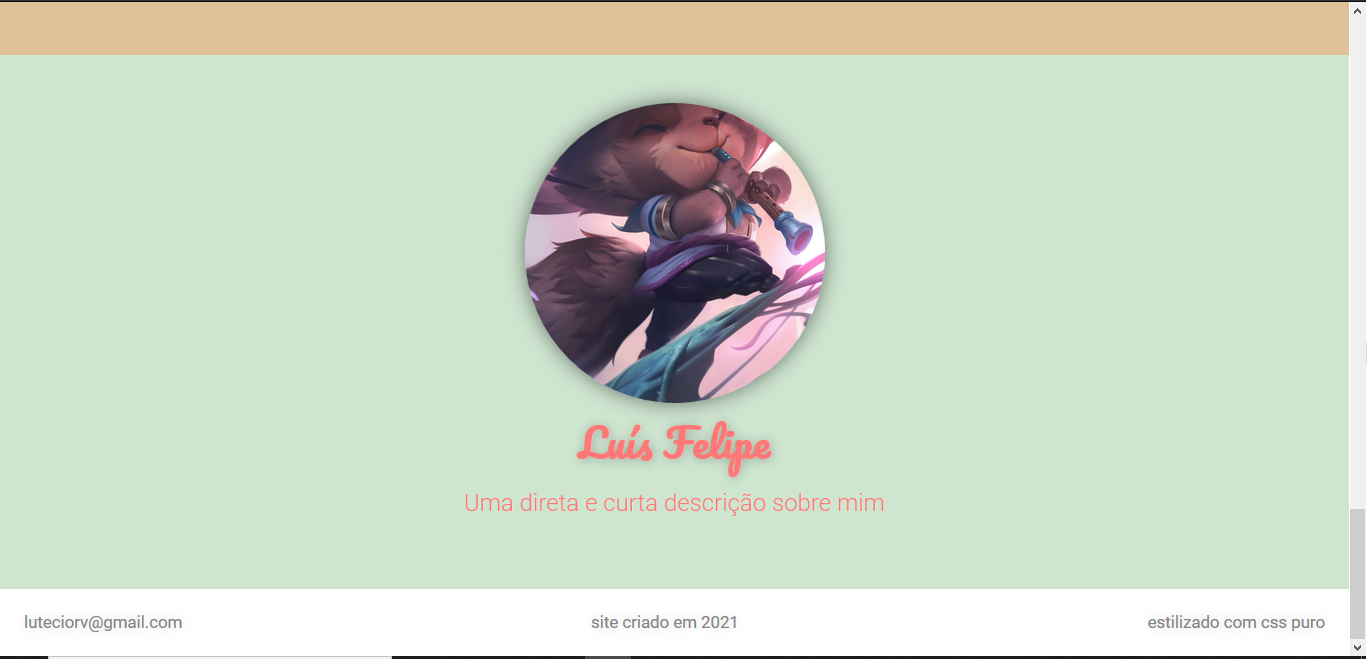 Luís Felipe
Uma direta e curta descrição sobre mim
luteciorv@gmail.com
site criado em 2021
estilizado com css puro